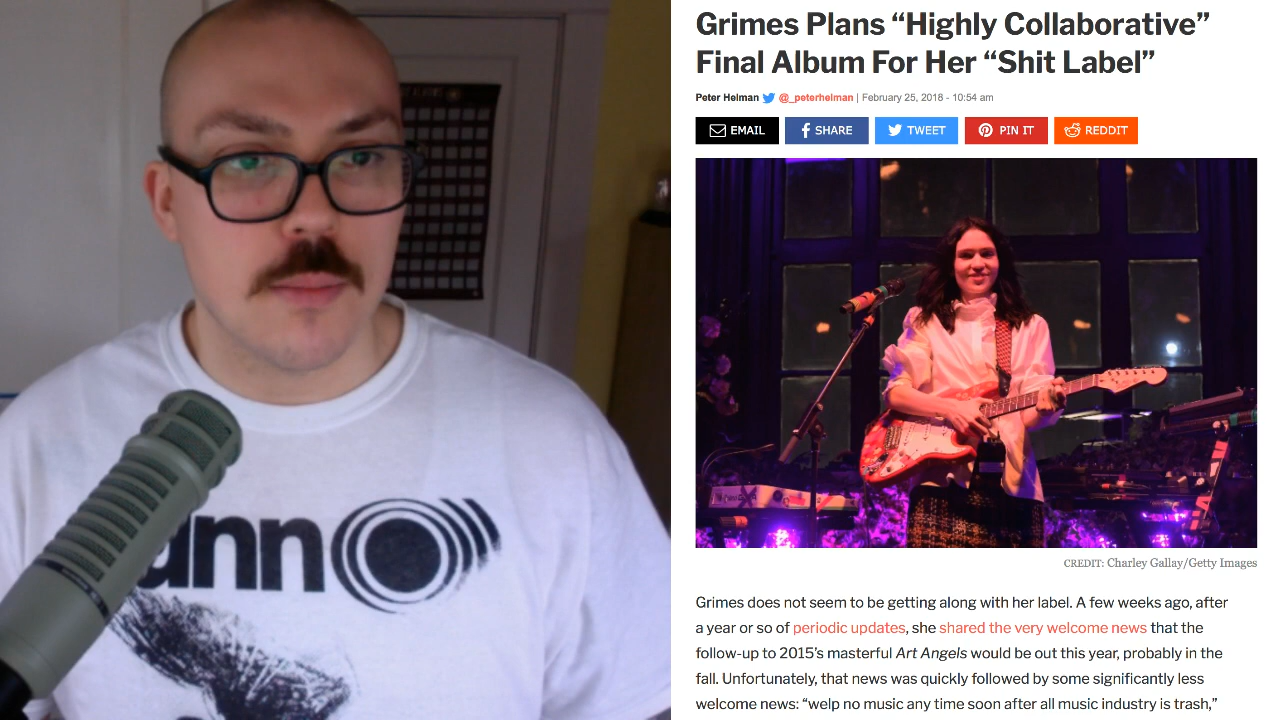 Grimes Plans “Highly Collaborative”
Final Album For Her “Shit Label”
Peter Helman @_peterhelman | February 25, 2018 - 10:54 am
EMAIL SHARE TWEET PIN IT REDDIT
CREDIT: Charley Gallay/Getty Images
Grimes does not seem to be getting along with her label. A few weeks ago, after
a year or so of periodic updates, she shared the very welcome news that the
follow-up to 2015’s masterful Art Angels would be out this year, probably in the
fall. Unfortunately, that news was quickly followed by some significantly less
welcome news: “welp no music any time soon after all music industry is trash,”